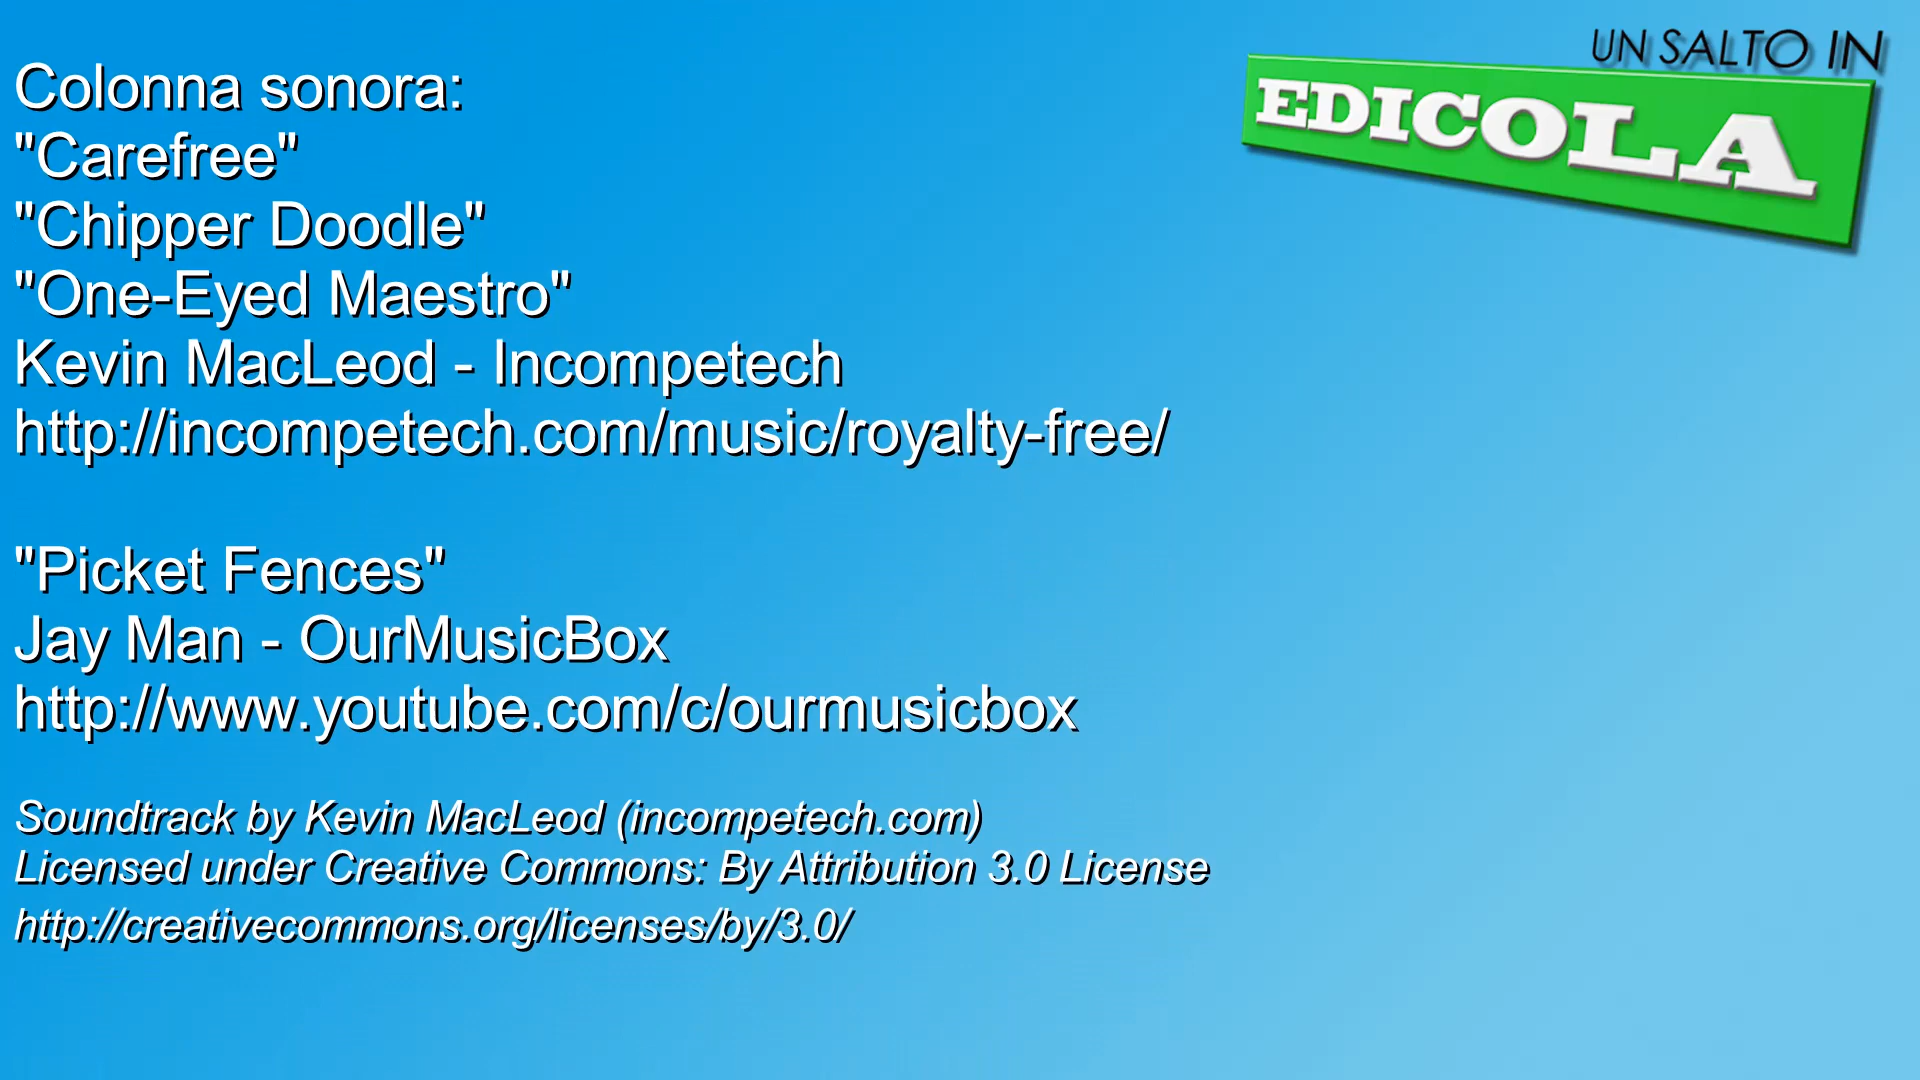 UN SALTO IN
EDICOLA
Colonna sonora:
"Carefree"
"Chipper Doodle"
"One-Eyed Maestro"
Kevin MacLeod - Incompetech
http://incompetech.com/music/royalty-free/
"Picket Fences"
Jay Man - OurMusicBox
http://www.youtube.com/c/ourmusicbox
Soundtrack by Kevin MacLeod (incompetech.com)
Licensed under Creative Commons: By Attribution 3.0 License
http://creativecommons.org/licenses/by/3.0/